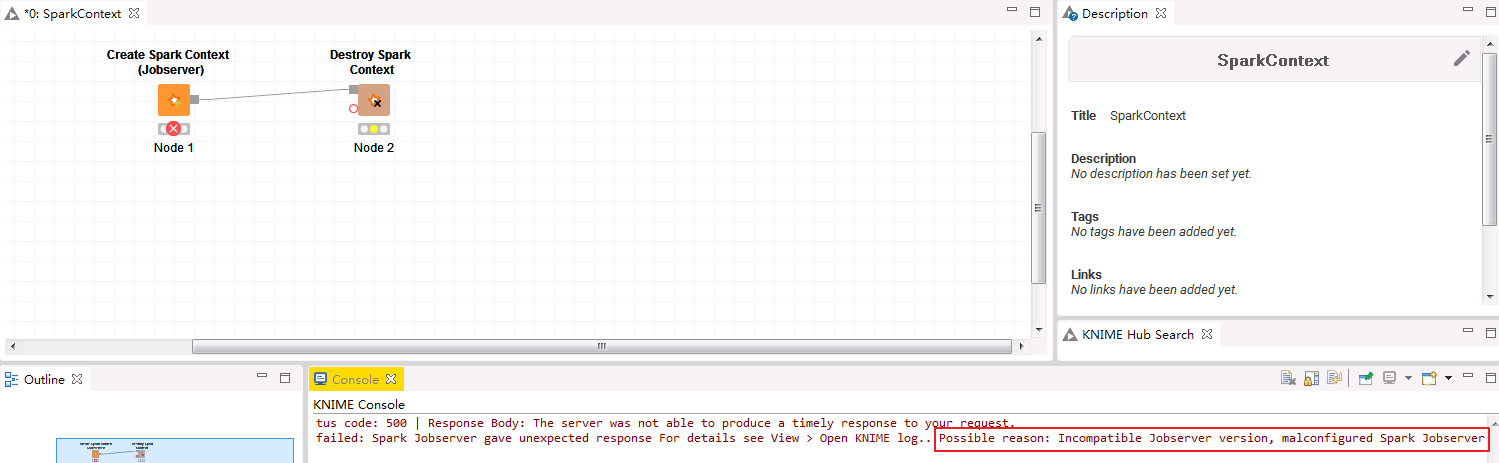 *0: SparkContext
Create Spark Context
(Jobserver)
Node 1
Destroy Spark
Context
Node 2
Description
SparkContext
Title SparkContext
Description
No description has been set yet.
Tags
No tags have been added yet.
Links
No links have been added yet.
KNIME Hub Search
Outline
Console
KNIME Console
tus code: 500 | Response Body: The server was not able to produce a timely response to your request.
failed: Spark Jobserver gave unexpected response For details see View > Open KNIME log.. Possible reason: Incompatible Jobserver version, malconfigured Spark Jobserver